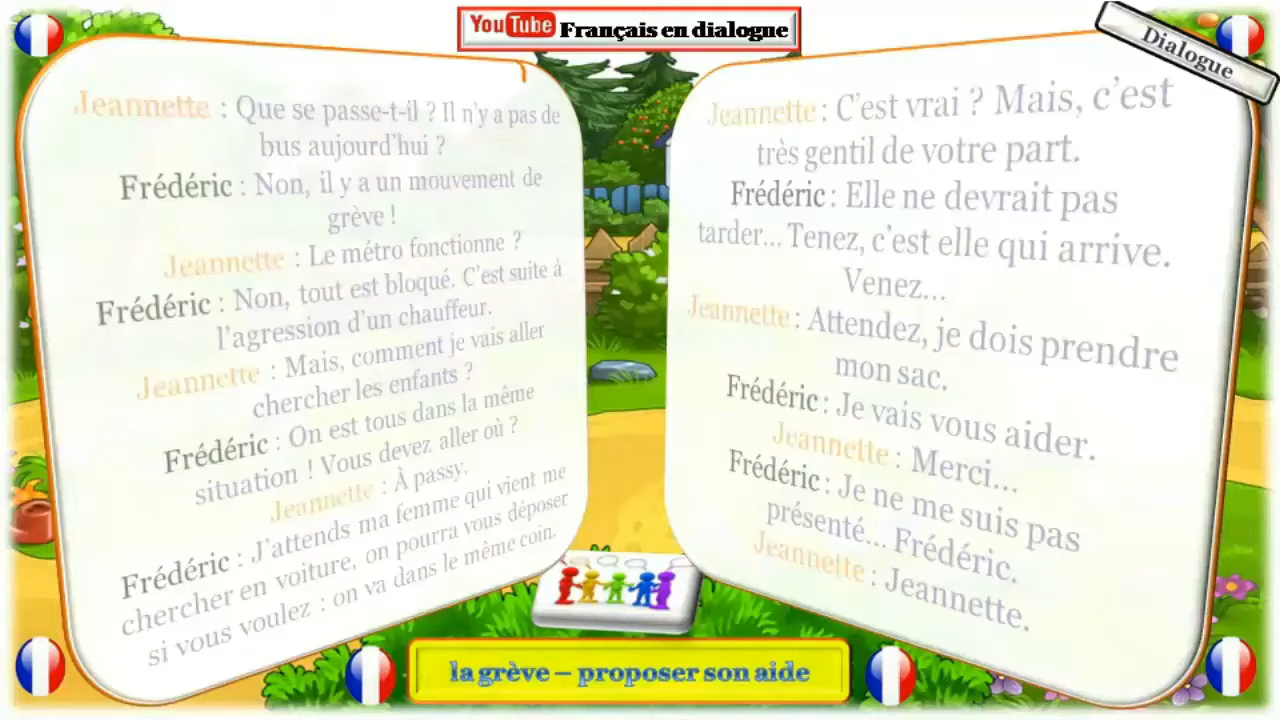 YouTube Français en dialogue
Dialogue
Jeannette : Que se passe-t-il ? Il n'y a pas de
bus aujourd'hui ?
Frédéric : Non, il y a un mouvement de
grève !
Jeannette : Le métro fonctionne ?
Frédéric : Non, tout est bloqué. C'est suite à
l'agression d'un chauffeur.
Jeannette : Mais, comment je vais aller
chercher les enfants ?
Frédéric : On est tous dans la même
situation ! Vous devez aller où ?
Jeannette : À passy.
Frédéric : J'attends ma femme qui vient me
chercher en voiture, on pourra vous déposer
si vous voulez : on va dans le même coin.
Jeannette : C'est vrai ? Mais, c'est
très gentil de votre part.
Frédéric : Elle ne devrait pas
tarder... Tenez, c'est elle qui arrive.
Venez...
Jeannette : Attendez, je dois prendre
mon sac.
Frédéric : Je vais vous aider.
Jeannette : Merci...
Frédéric : Je ne me suis pas
présenté... Frédéric.
Jeannette : Jeannette.
la grève – proposer son aide